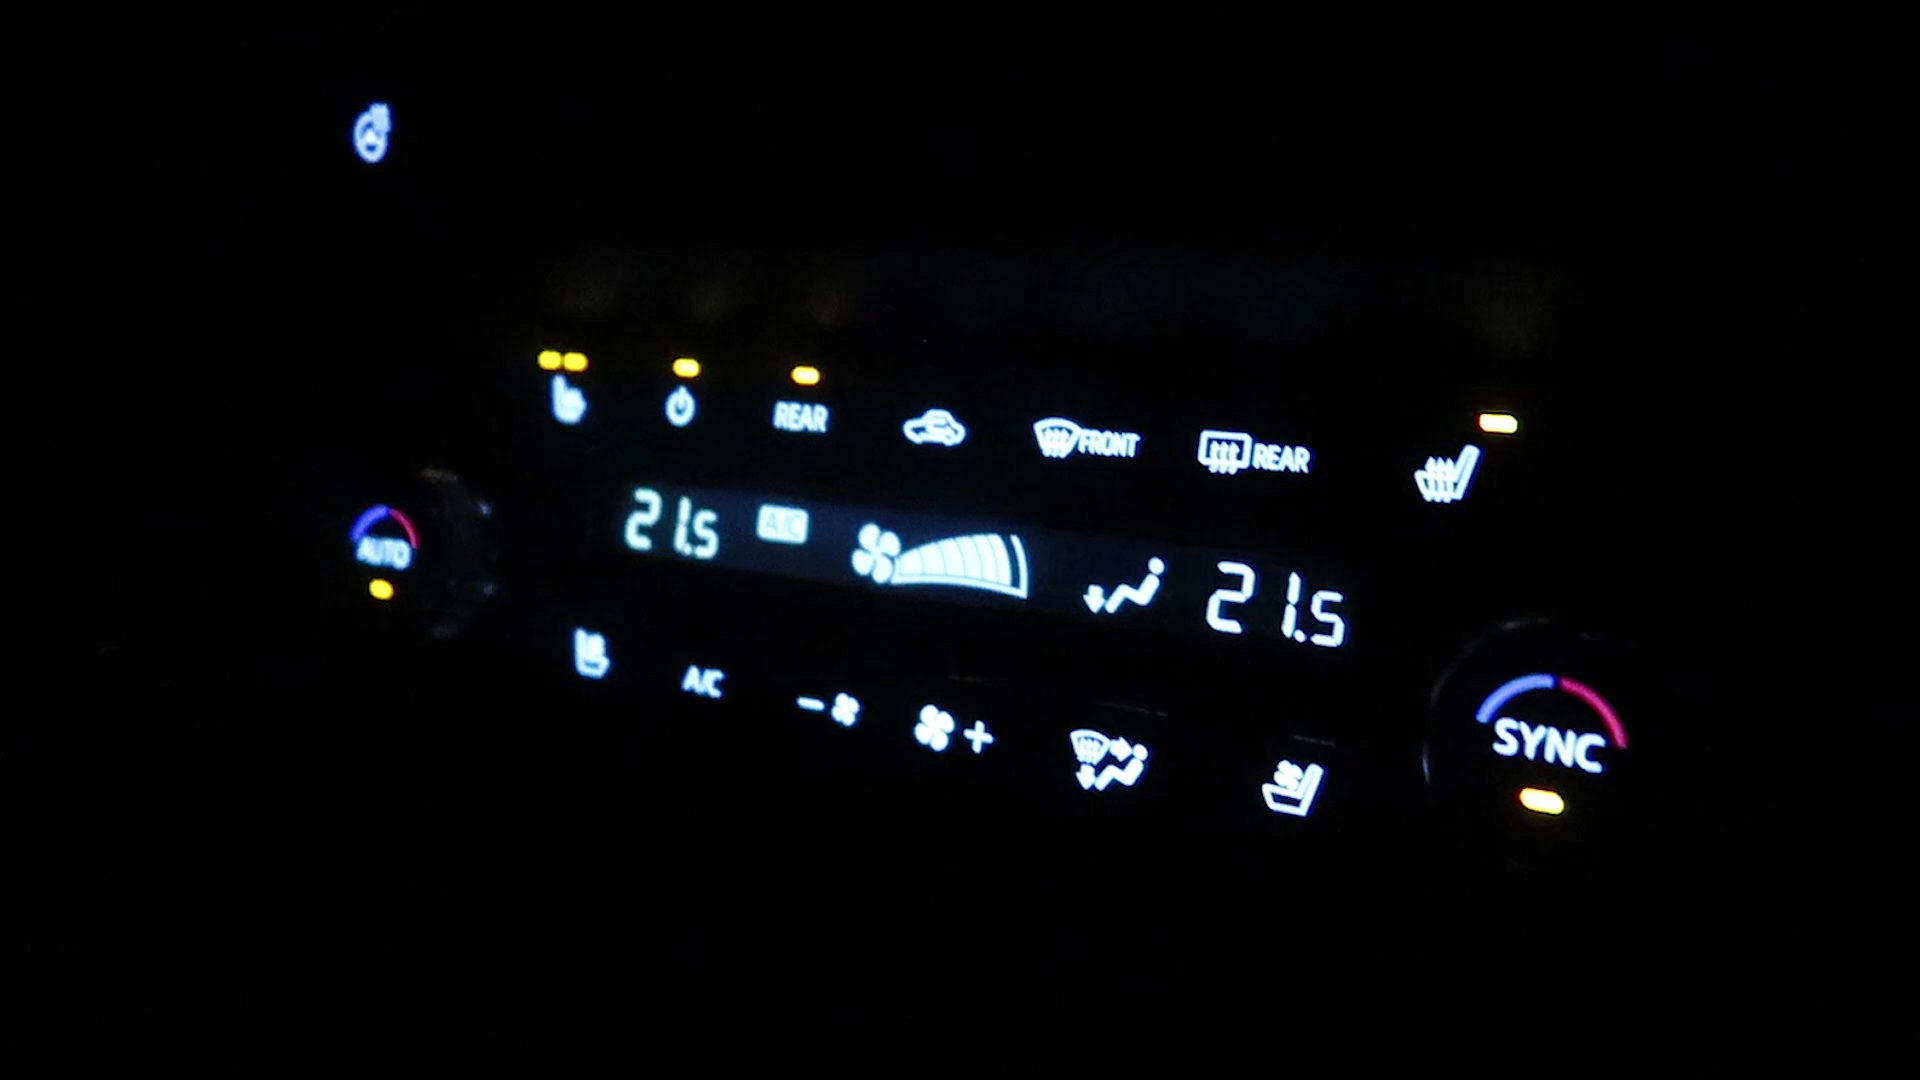 REAR FRONT REAR
AUTO 21.5 A/C 21.5
A/C - + SYNC